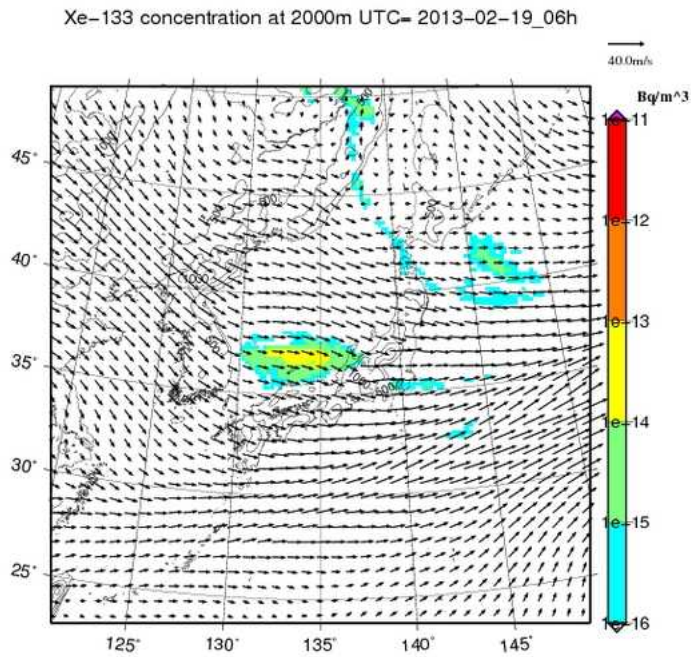 Xe-133 concentration at 2000m UTC= 2013-02-19_06h
40.0m/s
Bq/m^3
1e-11
45°
1e-12
40°
1e-13
35°
1e-14
30°
1e-15
25°
1e-16
125° 130° 135° 140° 145°